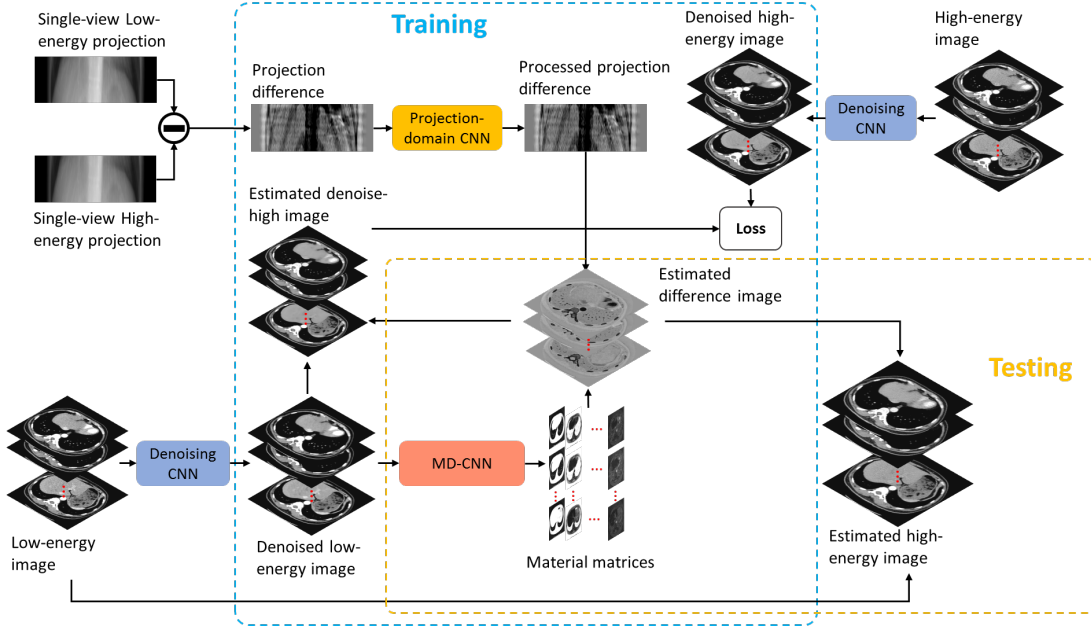 Training
Single-view Low-
energy projection
Single-view High-
energy projection
Projection
difference
Projection-
domain CNN
Processed projection
difference
Denoised high-
energy image
High-energy
image
Denoising
CNN
Estimated denoise-
high image
Loss
Estimated
difference image
Testing
Low-energy
image
Denoising
CNN
Denoised low-
energy image
MD-CNN
Material matrices
Estimated high-
energy image